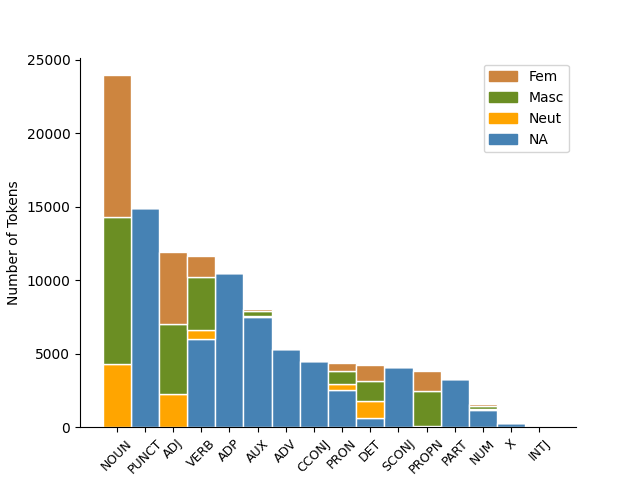 25000
20000
15000
10000
5000
0
Number of Tokens
Fem
Masc
Neut
NA
NOUN
PUNCT
ADJ
VERB
ADP
AUX
ADV
CCONJ
PRON
DET
SCONJ
PROPN
PART
NUM
X
INTJ